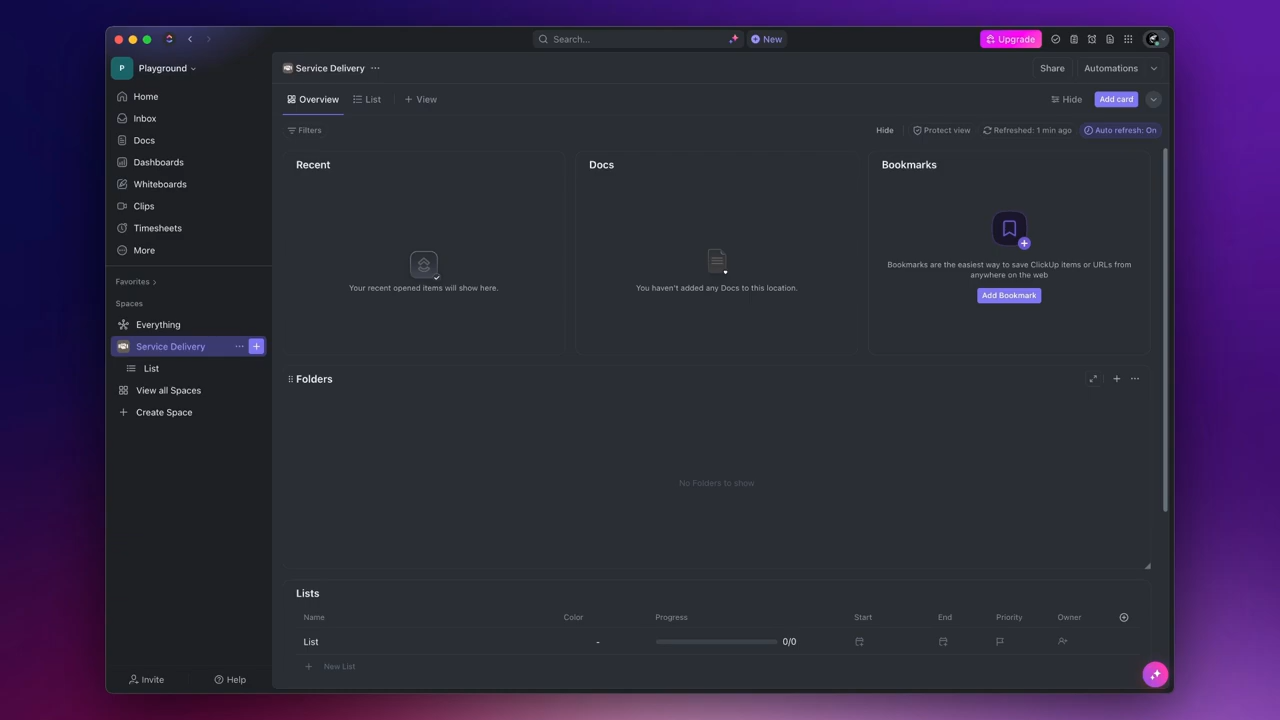 Search...
New
Upgrade
P
Playground
Service Delivery
Share
Automations
Home
Inbox
Docs
Dashboards
Whiteboards
Clips
Timesheets
More
Favorites
Spaces
Everything
Service Delivery
List
View all Spaces
Create Space
Invite
Help
Overview
List
View
Hide
Add card
Filters
Hide
Protect view
Refreshed: 1 min ago
Auto refresh: On
Recent
Your recent opened items will show here.
Docs
You haven't added any Docs to this location.
Bookmarks
Bookmarks are the easiest way to save ClickUp items or URLs from
anywhere on the web
Add Bookmark
Folders
No Folders to show
Lists
Name Color Progress Start End Priority Owner
List - 0/0
New List